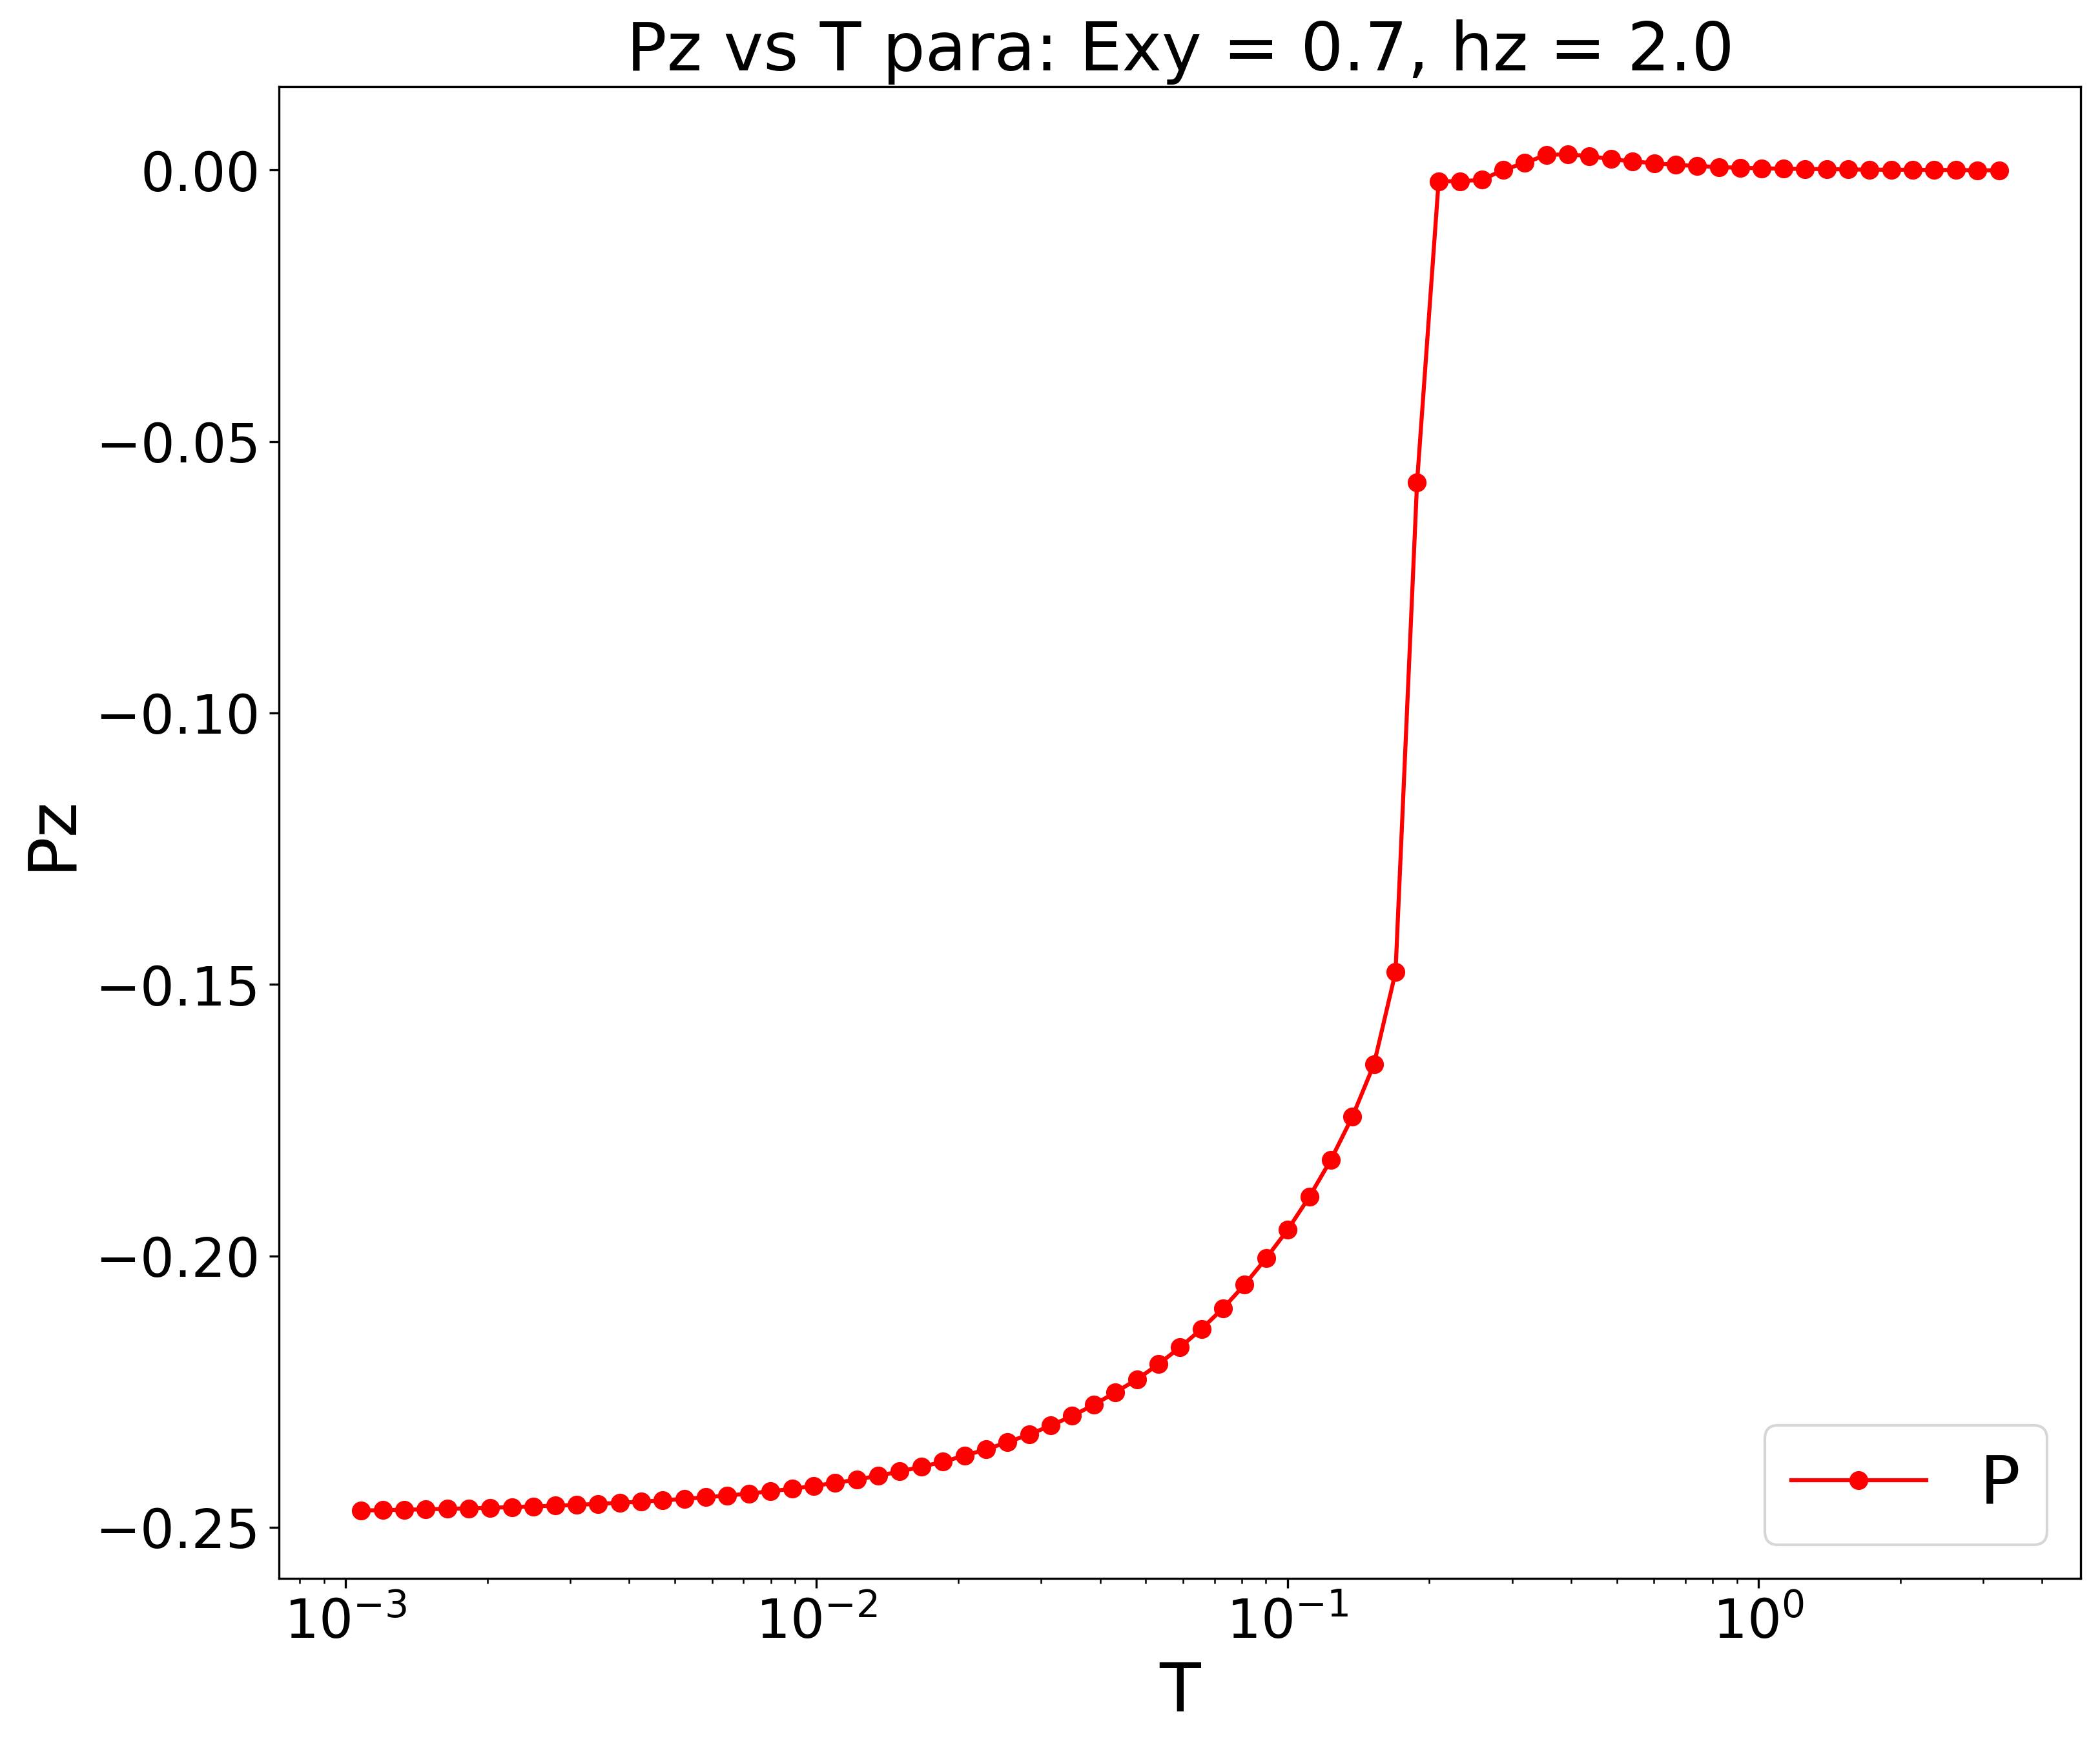 Pz vs T para: Exy = 0.7, hz = 2.0
0.00
−0.05
−0.10
−0.15
−0.20
−0.25
Pz
P
10⁻³ 10⁻² 10⁻¹ 10⁰
T